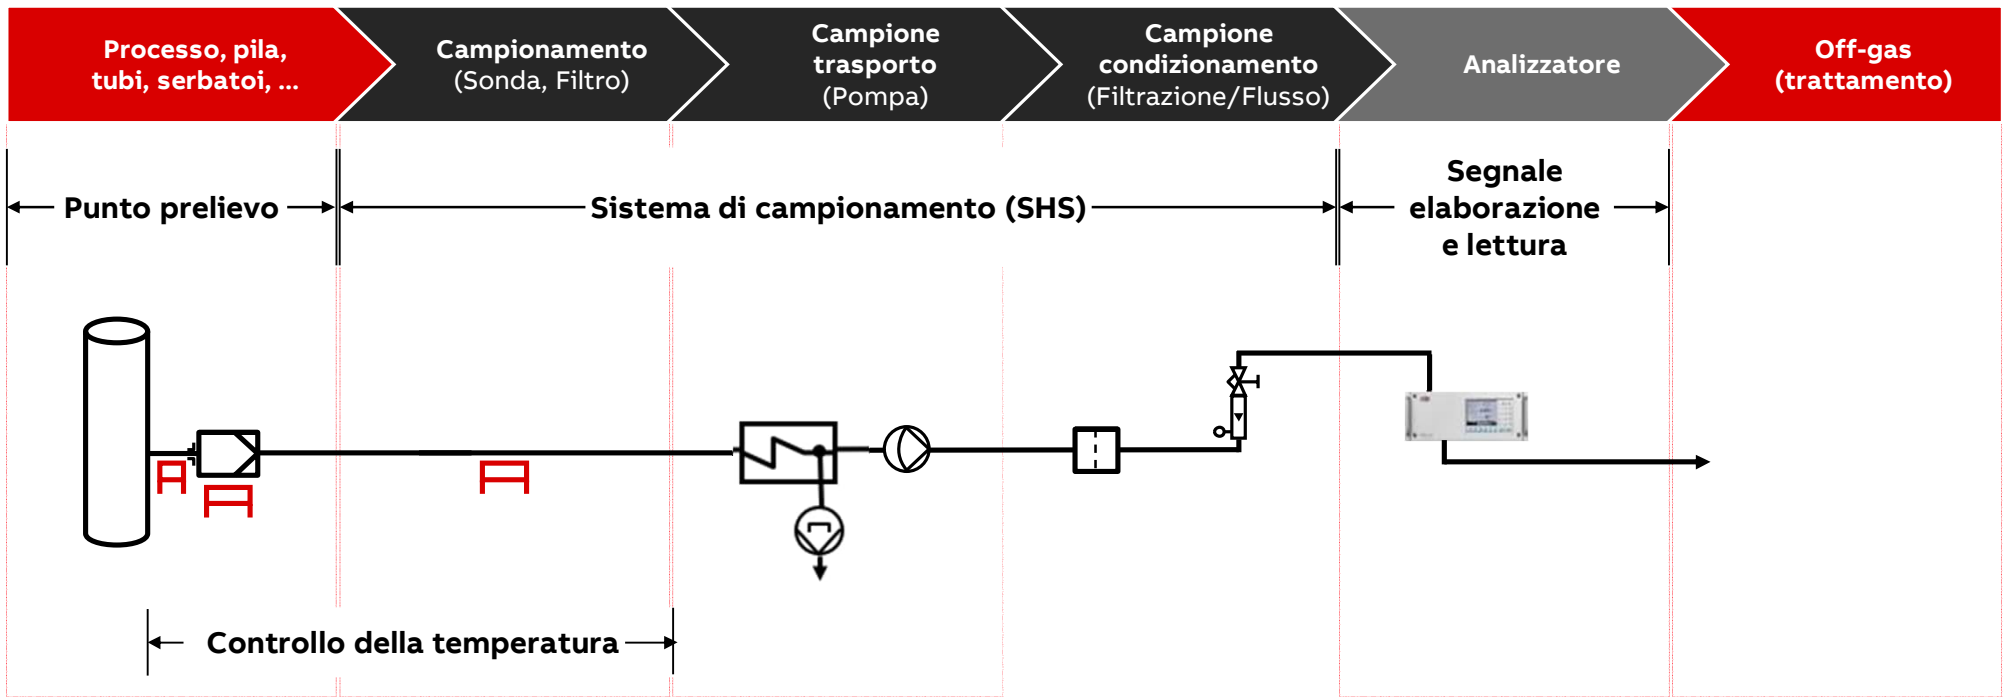 Processo, pila,
tubi, serbatoi, ...
Campionamento
(Sonda, Filtro)
Campione
trasporto
(Pompa)
Campione
condizionamento
(Filtrazione/Flusso)
Analizzatore
Off-gas
(trattamento)
Punto prelievo
Sistema di campionamento (SHS)
Segnale
elaborazione
e lettura
Controllo della temperatura